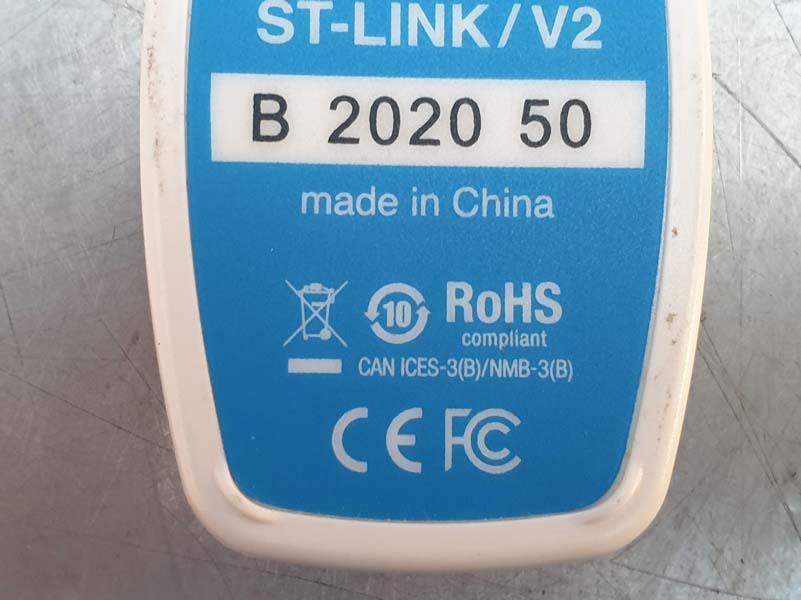 ST-LINK/V2
B 2020 50
made in China
10 RoHS
compliant
CAN ICES-3(B)/NMB-3(B)
CE FC